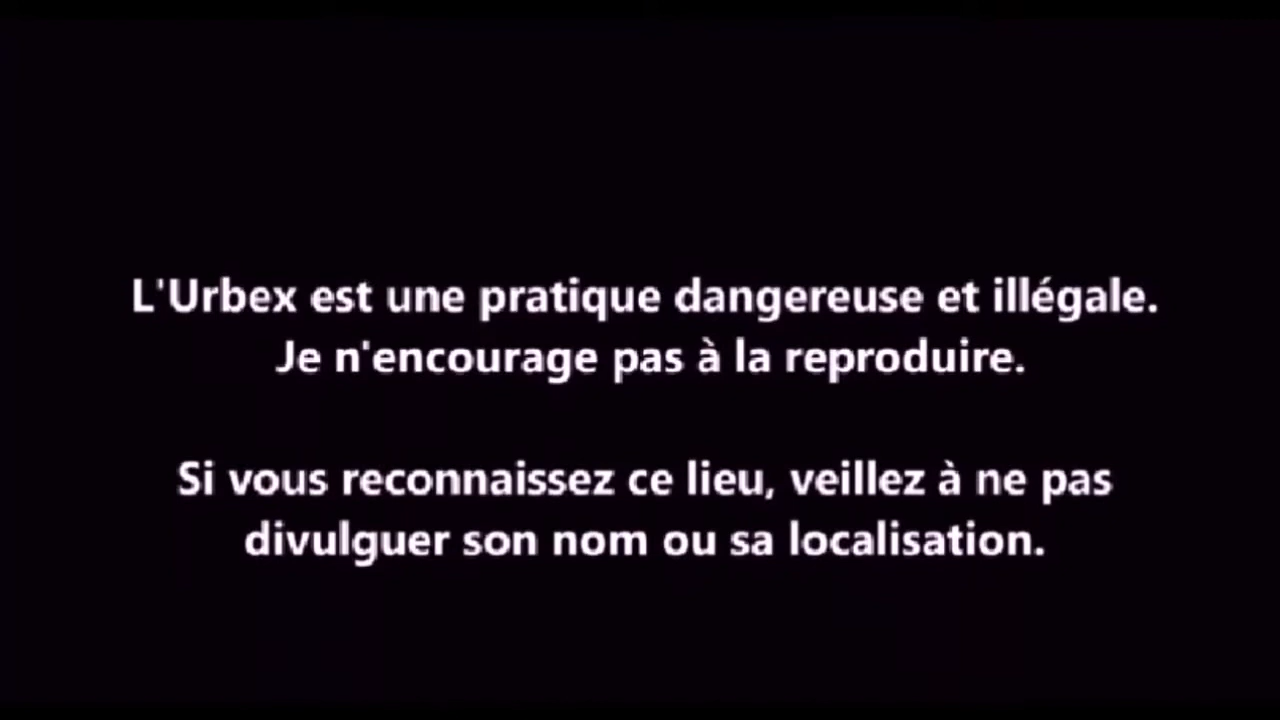 L'Urbex est une pratique dangereuse et illégale.
Je n'encourage pas à la reproduire.
Si vous reconnaissez ce lieu, veillez à ne pas
divulguer son nom ou sa localisation.